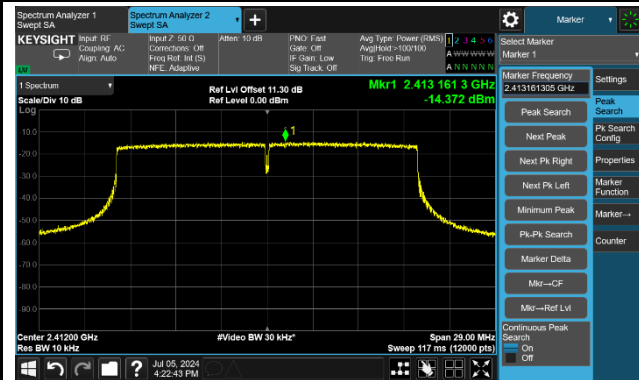 Spectrum Analyzer 1
Swept SA
Spectrum Analyzer 2
Swept SA
Marker
KEYSIGHT
Input: RF
Coupling: AC
Align: Auto
Input Z: 50 Ω
Corrections: Off
Freq Ref: Int (S)
NFE: Adaptive
Atten: 10 dB
PNO: Fast
Gate: Off
IF Gain: Low
Sig Track: Off
Avg Type: Power (RMS)
Avg|Hold:>100/100
Trig: Free Run
1 2 3 4 5 6
A W W W W W
A N N N N N
LXI
Select Marker
Marker 1
1 Spectrum
Scale/Div 10 dB
Ref Lvl Offset 11.30 dB
Ref Level 0.00 dBm
Mkr1 2.413 161 3 GHz
-14.372 dBm
Log
-10.0
-20.0
-30.0
-40.0
-50.0
-60.0
-70.0
-80.0
-90.0
1
Center 2.41200 GHz
Res BW 10 kHz
#Video BW 30 kHz*
Span 29.00 MHz
Sweep 117 ms (12000 pts)
Marker Frequency
2.413161305 GHz
Peak Search
Next Peak
Next Pk Right
Next Pk Left
Minimum Peak
Pk-Pk Search
Marker Delta
Mkr→CF
Mkr→Ref Lvl
Continuous Peak
Search
On
Off
Settings
Peak
Search
Pk Search
Config
Properties
Marker
Function
Marker→
Counter
Jul 05, 2024
4:22:43 PM